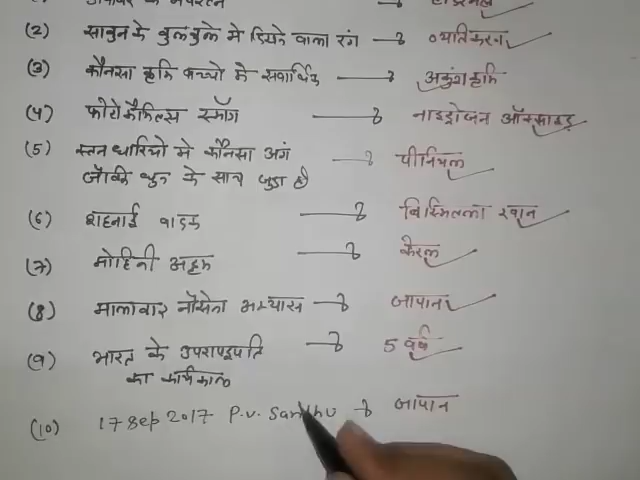 (2) साबुन के बुलबुले मे दिखने वाला रंग → व्यतिकरण
(3) कौनसा कृमि बच्चो मे सर्वाधिक → अंकुश कृमि
(4) फोटोकैमिकल स्मॉग → नाइट्रोजन ऑक्साइड
(5) स्तनधारियो मे कौनसा अंग → पीनियल
जॉकि थुक के साथ जुडा है
(6) शहनाई वादक → बिस्मिल्ला खान
(7) मोहिनी अट्टम → केरल
(8) मालाबार नौसेना अभ्यास → जापान
(9) भारत के उपराष्ट्रपति → 5 वर्ष
का कार्यकाल
(10) 17 Sep 2017 P.V. Sandhu → जापान